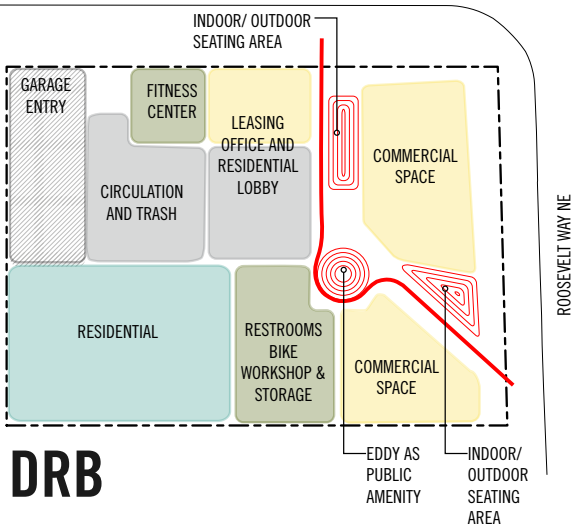 INDOOR/ OUTDOOR
SEATING AREA
GARAGE
ENTRY
FITNESS
CENTER
LEASING
OFFICE AND
RESIDENTIAL
LOBBY
COMMERCIAL
SPACE
CIRCULATION
AND TRASH
ROOSEVELT WAY NE
RESIDENTIAL
RESTROOMS
BIKE
WORKSHOP &
STORAGE
COMMERCIAL
SPACE
DRB
EDDY AS
PUBLIC
AMENITY
INDOOR/
OUTDOOR
SEATING
AREA